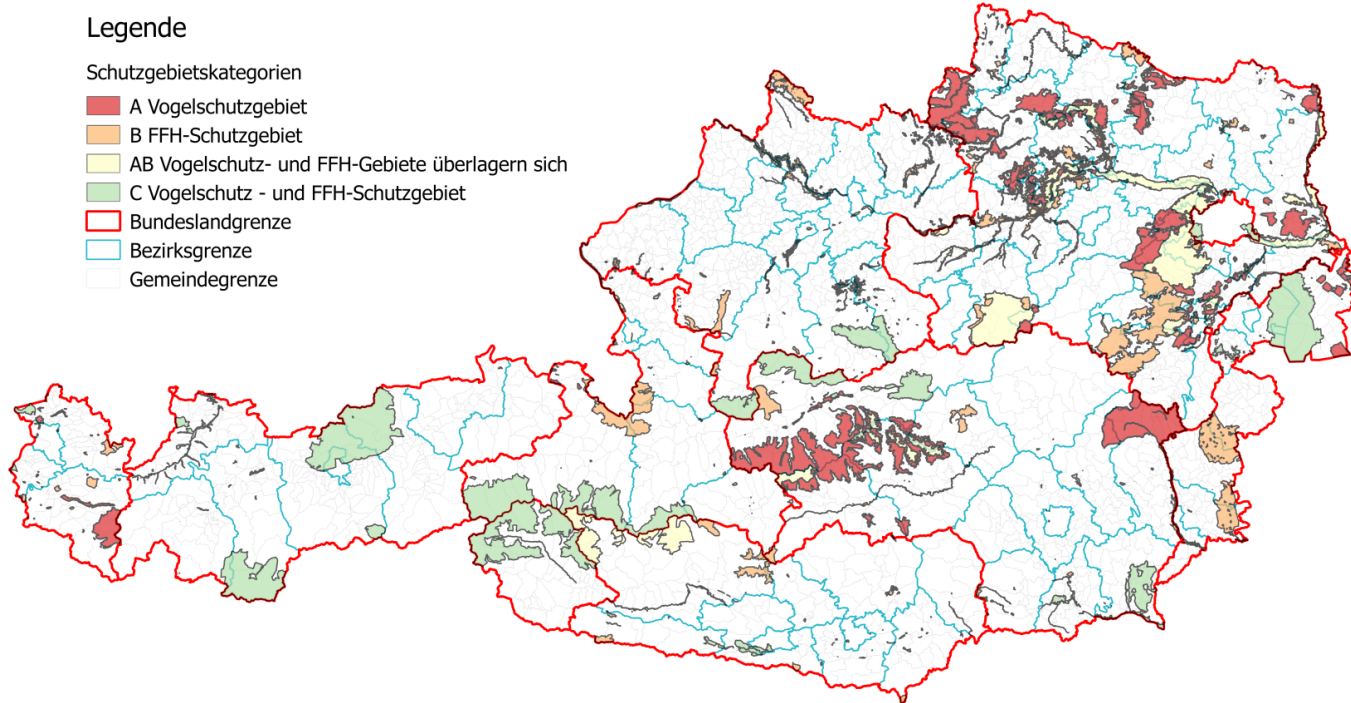 Legende
Schutzgebietskategorien
A Vogelschutzgebiet
B FFH-Schutzgebiet
AB Vogelschutz- und FFH-Gebiete überlagern sich
C Vogelschutz - und FFH-Schutzgebiet
Bundeslandgrenze
Bezirksgrenze
Gemeindegrenze